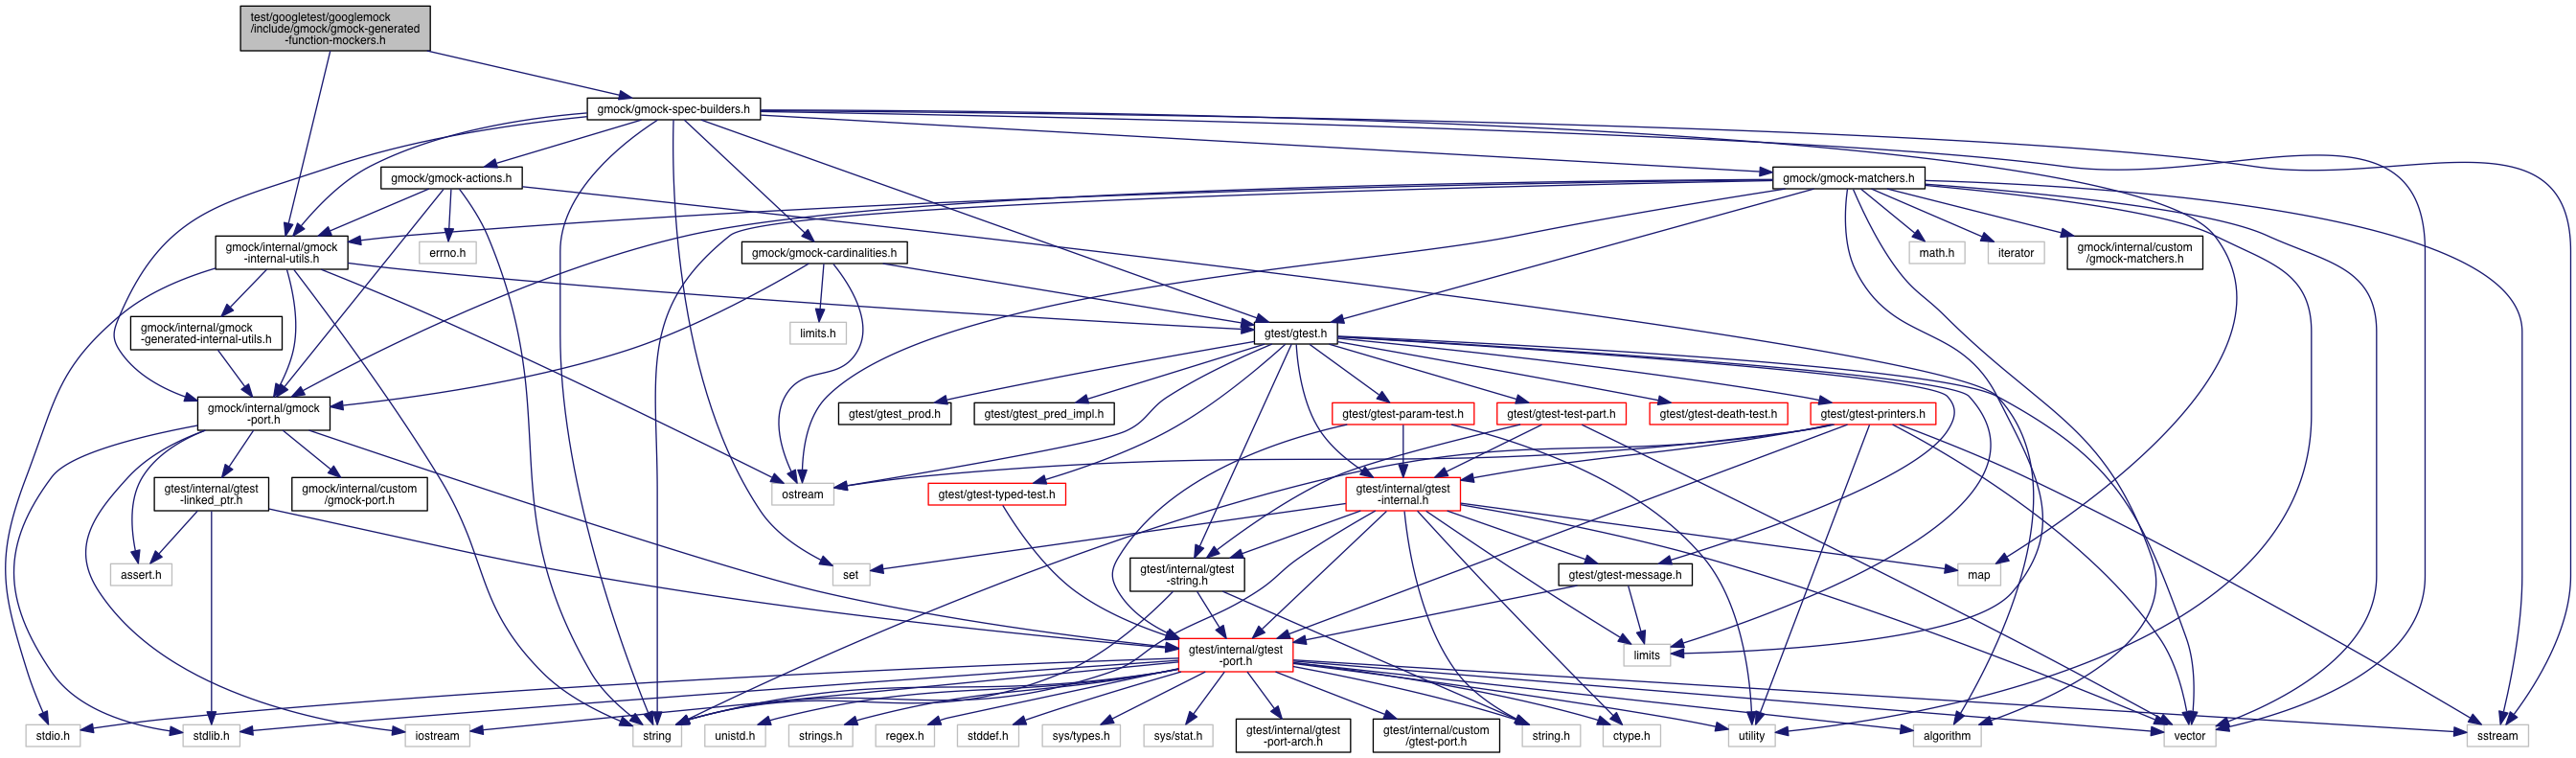 test/googletest/googlemock
/include/gmock/gmock-generated
-function-mockers.h
gmock/gmock-spec-builders.h
gmock/gmock-actions.h
gmock/gmock-matchers.h
gmock/internal/gmock
-internal-utils.h
errno.h
gmock/gmock-cardinalities.h
math.h
iterator
gmock/internal/custom
/gmock-matchers.h
gmock/internal/gmock
-generated-internal-utils.h
limits.h
gtest/gtest.h
gmock/internal/gmock
-port.h
gtest/gtest_prod.h
gtest/gtest_pred_impl.h
gtest/gtest-param-test.h
gtest/gtest-test-part.h
gtest/gtest-death-test.h
gtest/gtest-printers.h
gtest/internal/gtest
-linked_ptr.h
gmock/internal/custom
/gmock-port.h
ostream
gtest/gtest-typed-test.h
gtest/internal/gtest
-internal.h
assert.h
set
gtest/internal/gtest
-string.h
gtest/gtest-message.h
map
gtest/internal/gtest
-port.h
limits
stdio.h
stdlib.h
iostream
string
unistd.h
strings.h
regex.h
stddef.h
sys/types.h
sys/stat.h
gtest/internal/gtest
-port-arch.h
gtest/internal/custom
/gtest-port.h
string.h
ctype.h
utility
algorithm
vector
sstream